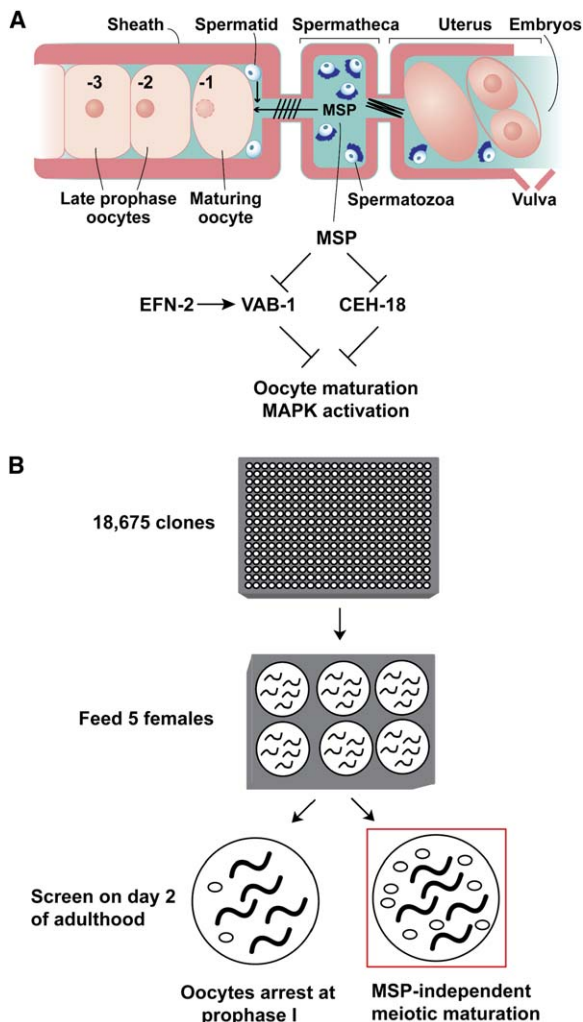 A
Sheath
Spermatid
Spermatheca
Uterus
Embryos
-3
-2
-1
MSP
Late prophase
oocytes
Maturing
oocyte
Spermatozoa
Vulva
MSP
EFN-2
VAB-1
CEH-18
Oocyte maturation
MAPK activation
B
18,675 clones
Feed 5 females
Screen on day 2
of adulthood
Oocytes arrest at
prophase I
MSP-independent
meiotic maturation